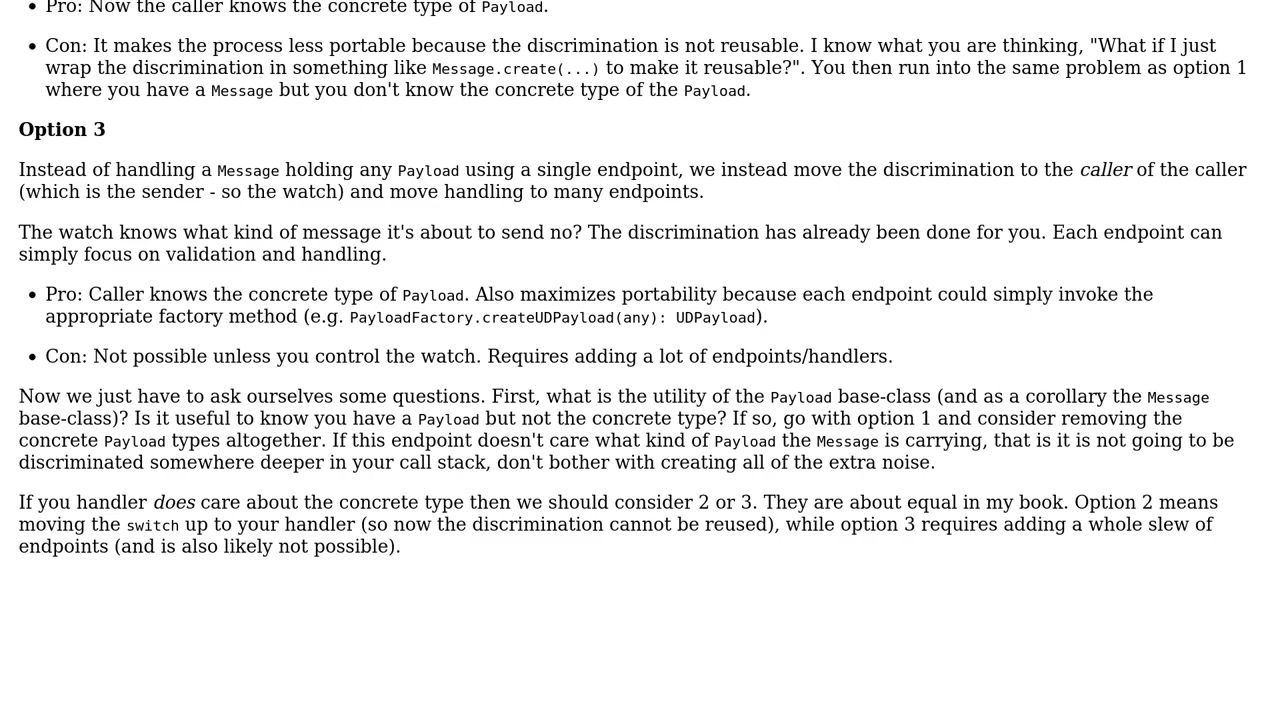 • Pro: Now the caller knows the concrete type of Payload.
• Con: It makes the process less portable because the discrimination is not reusable. I know what you are thinking, "What if I just
wrap the discrimination in something like Message.create(...) to make it reusable?". You then run into the same problem as option 1
where you have a Message but you don't know the concrete type of the Payload.
Option 3
Instead of handling a Message holding any Payload using a single endpoint, we instead move the discrimination to the caller of the caller
(which is the sender - so the watch) and move handling to many endpoints.
The watch knows what kind of message it's about to send no? The discrimination has already been done for you. Each endpoint can
simply focus on validation and handling.
• Pro: Caller knows the concrete type of Payload. Also maximizes portability because each endpoint could simply invoke the
appropriate factory method (e.g. PayloadFactory.createUDPayload(any): UDPayload).
• Con: Not possible unless you control the watch. Requires adding a lot of endpoints/handlers.
Now we just have to ask ourselves some questions. First, what is the utility of the Payload base-class (and as a corollary the Message
base-class)? Is it useful to know you have a Payload but not the concrete type? If so, go with option 1 and consider removing the
concrete Payload types altogether. If this endpoint doesn't care what kind of Payload the Message is carrying, that is it is not going to be
discriminated somewhere deeper in your call stack, don't bother with creating all of the extra noise.
If you handler does care about the concrete type then we should consider 2 or 3. They are about equal in my book. Option 2 means
moving the switch up to your handler (so now the discrimination cannot be reused), while option 3 requires adding a whole slew of
endpoints (and is also likely not possible).